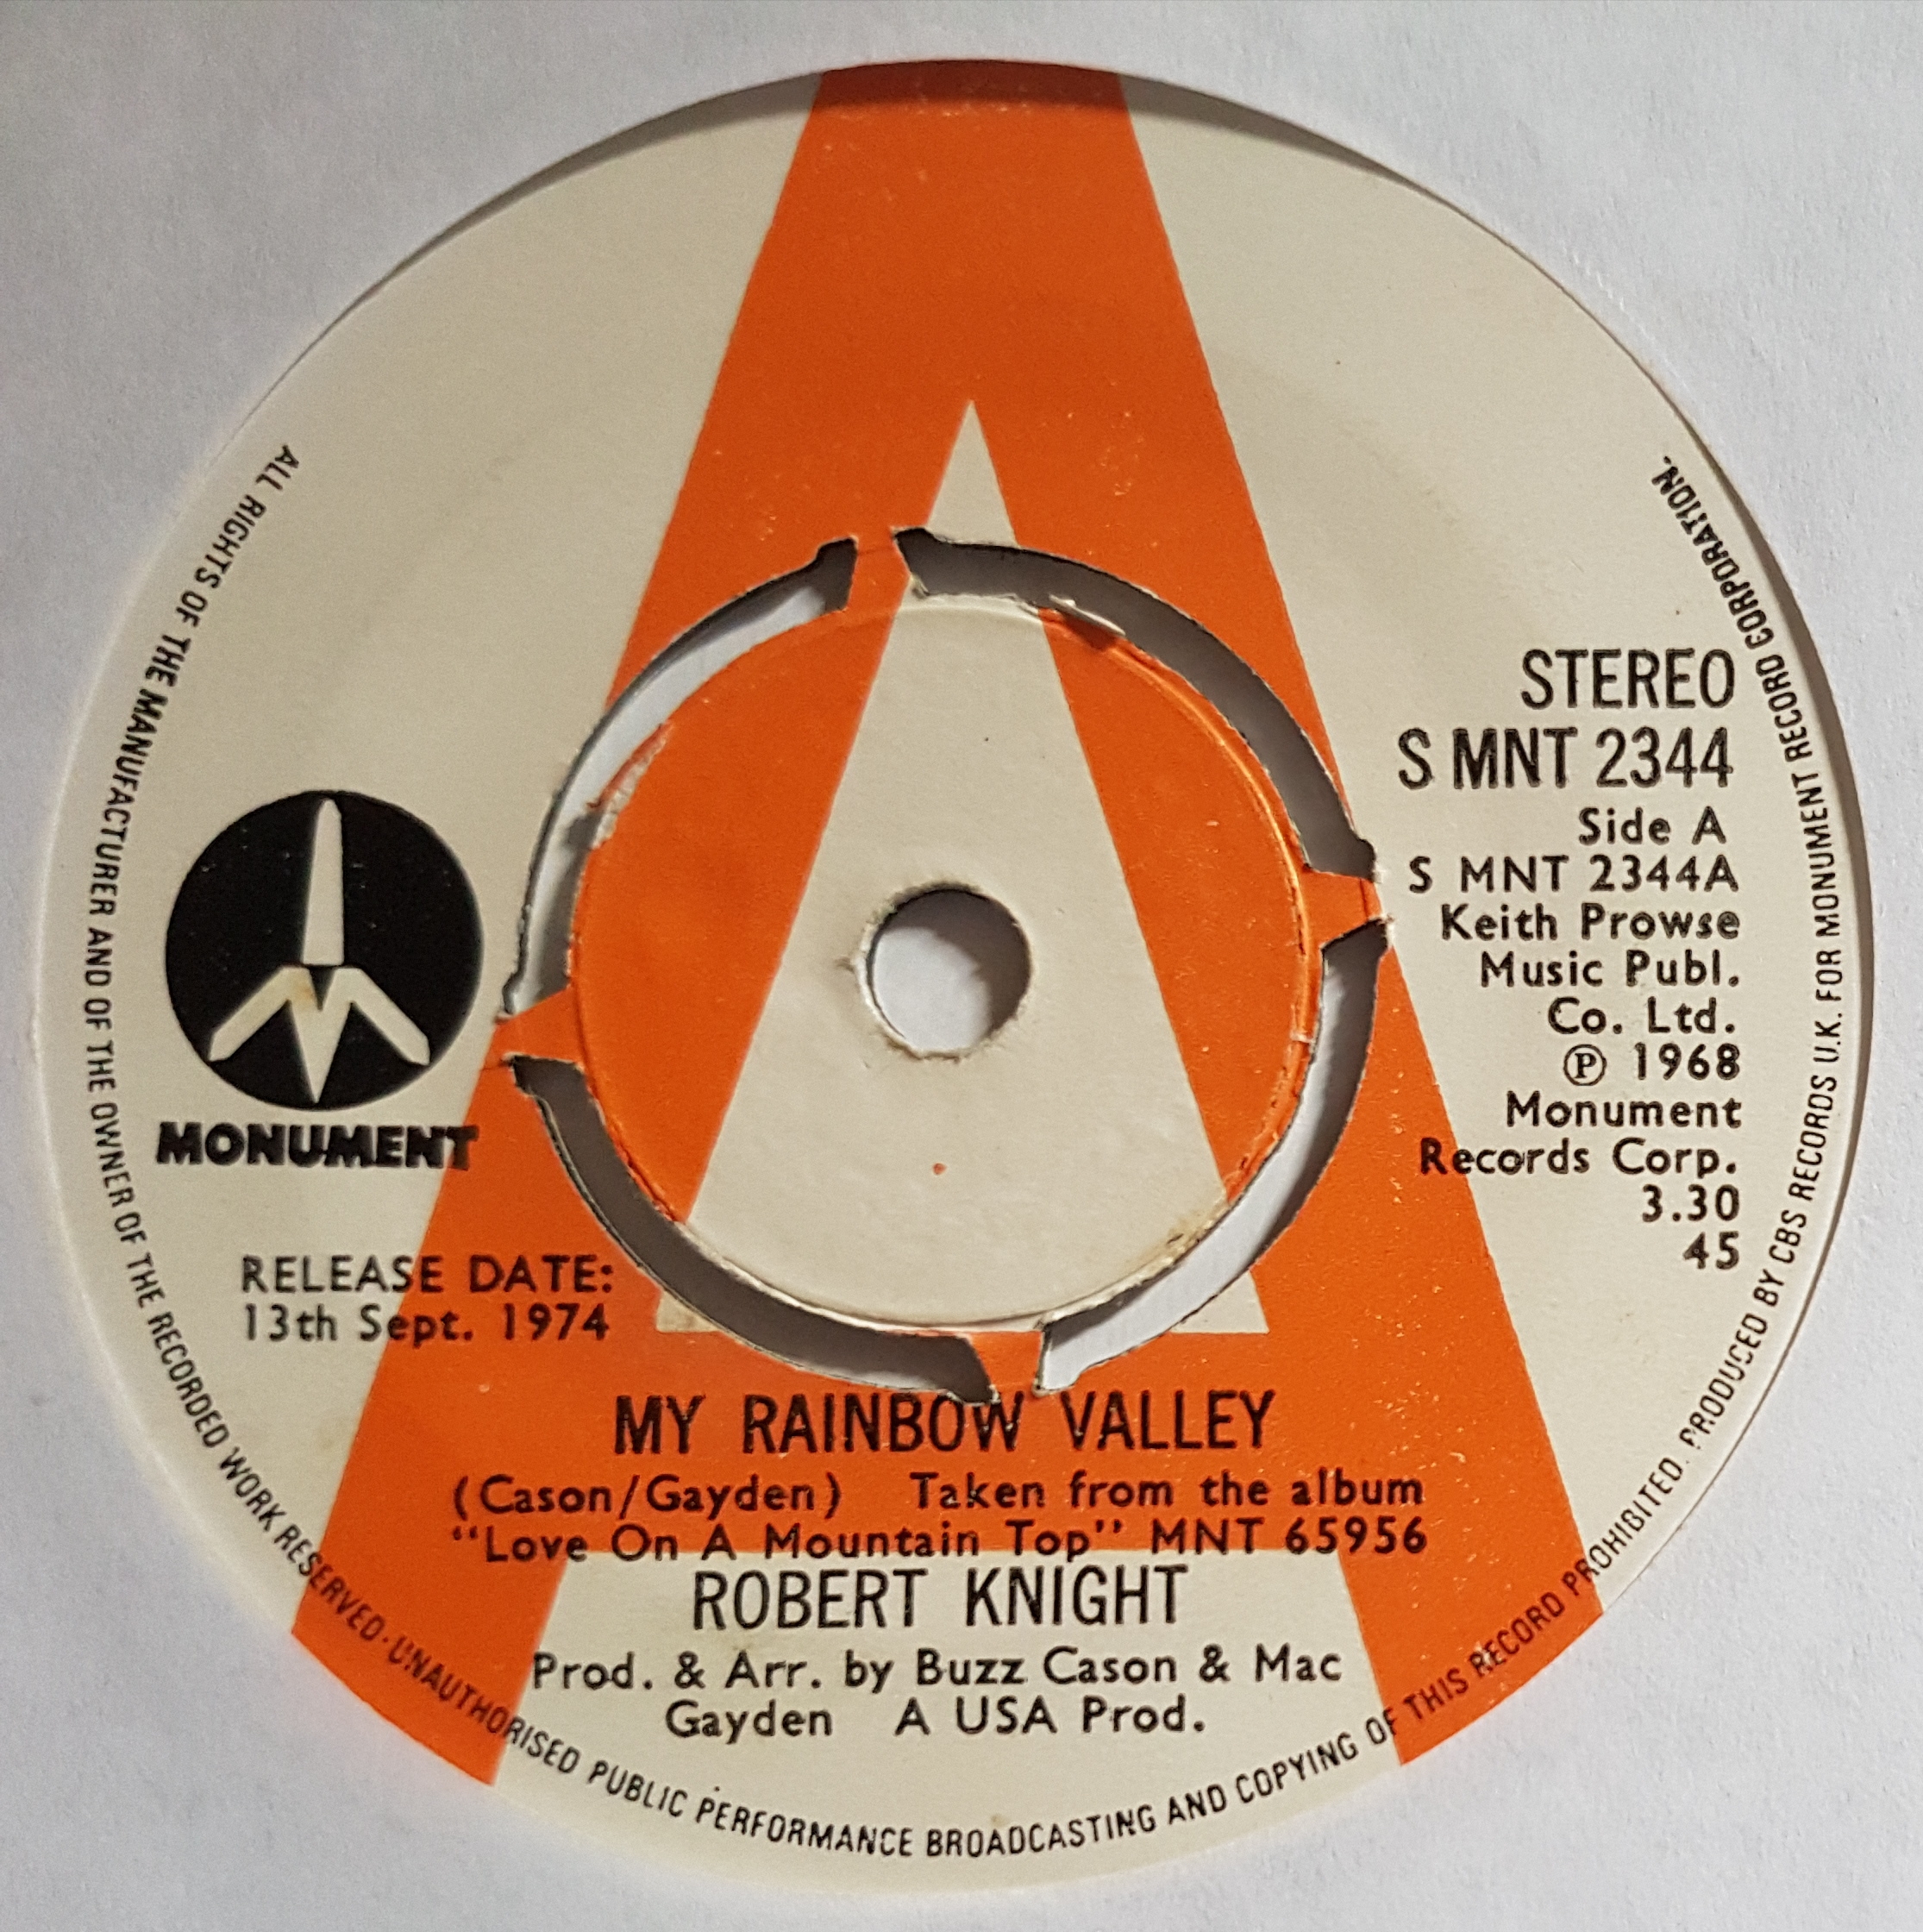 ALL RIGHTS OF THE MANUFACTURER AND OF THE OWNER OF THE RECORDED WORK RESERVED · UNAUTHORISED PUBLIC PERFORMANCE BROADCASTING AND COPYING OF THIS RECORD PROHIBITED. PRODUCED BY CBS RECORDS U.K. FOR MONUMENT RECORD CORPORATION.
STEREO
S MNT 2344
Side A
S MNT 2344A
Keith Prowse
Music Publ.
Co. Ltd.
℗ 1968
Monument
Records Corp.
3.30
45
MONUMENT
RELEASE DATE:
13th Sept. 1974
MY RAINBOW VALLEY
(Cason/Gayden) Taken from the album
“Love On A Mountain Top” MNT 65956
ROBERT KNIGHT
Prod. & Arr. by Buzz Cason & Mac
Gayden A USA Prod.
A